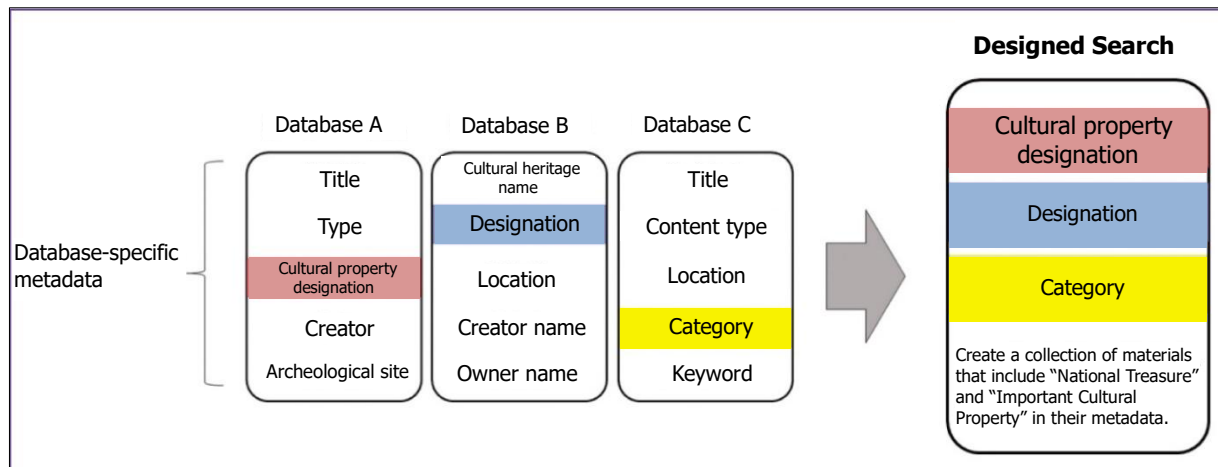 Designed Search
Database A
Database B
Database C
Database-specific
metadata
Title
Type
Cultural property
designation
Creator
Archeological site
Cultural heritage
name
Designation
Location
Creator name
Owner name
Title
Content type
Location
Category
Keyword
Cultural property
designation
Designation
Category
Create a collection of materials
that include “National Treasure”
and “Important Cultural
Property” in their metadata.